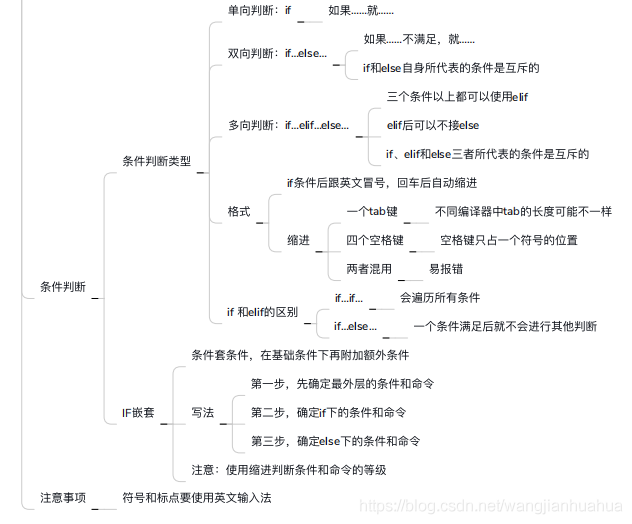 单向判断：if
如果......就......
双向判断：if...else...
如果......不满足，就......
if和else自身所代表的条件是互斥的
三个条件以上都可以使用elif
多向判断：if...elif...else...
elif后可以不接else
if、elif和else三者所代表的条件是互斥的
条件判断类型
if条件后跟英文冒号，回车后自动缩进
格式
一个tab键
不同编译器中tab的长度可能不一样
缩进
四个空格键
空格键只占一个符号的位置
两者混用
易报错
条件判断
if 和elif的区别
if...if...
会遍历所有条件
if...else...
一个条件满足后就不会进行其他判断
条件套条件，在基础条件下再附加额外条件
第一步，先确定最外层的条件和命令
IF嵌套
写法
第二步，确定if下的条件和命令
第三步，确定else下的条件和命令
注意：使用缩进判断条件和命令的等级
注意事项
符号和标点要使用英文输入法
https://blog.csdn.net/wangjianhuahua